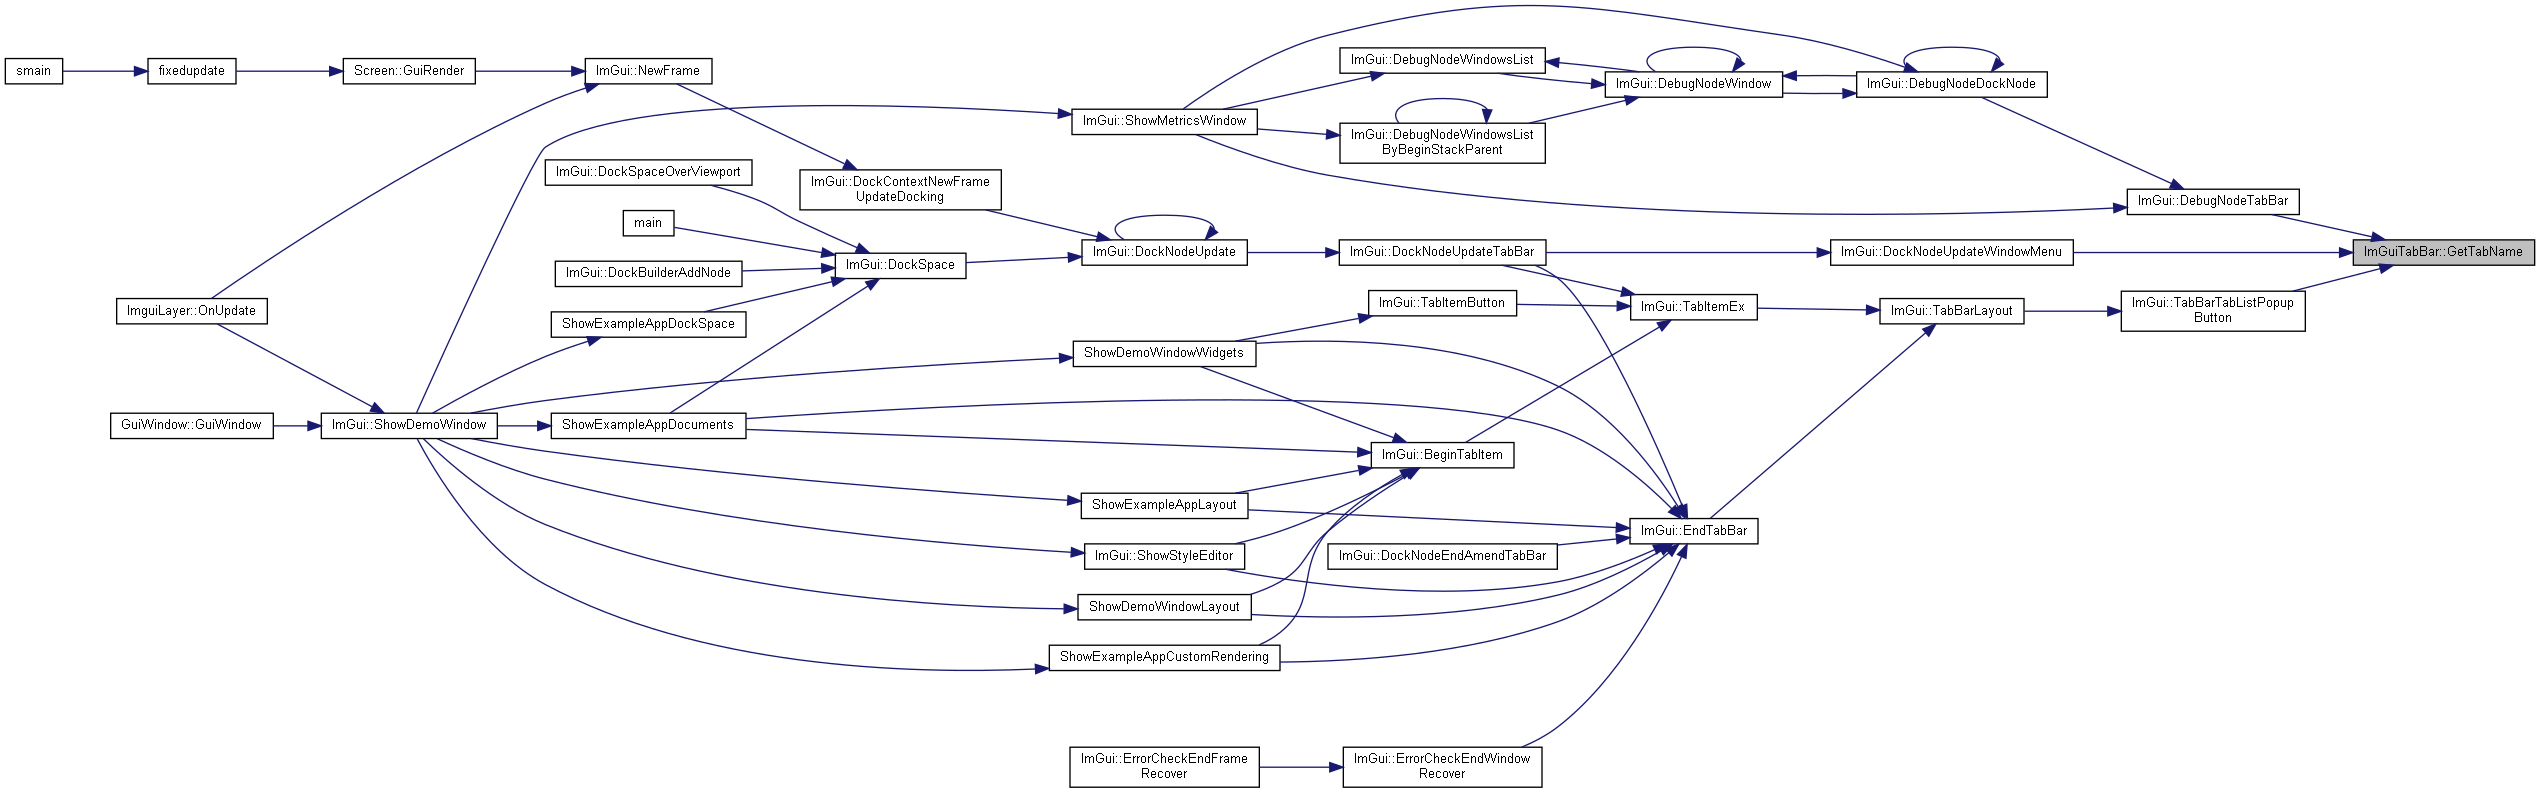 smain
fixedupdate
Screen::GuiRender
ImGui::NewFrame
ImGui::DebugNodeWindowsList
ImGui::DebugNodeWindow
ImGui::DebugNodeDockNode
ImGui::ShowMetricsWindow
ImGui::DebugNodeWindowsList
ByBeginStackParent
ImGui::DockSpaceOverViewport
ImGui::DockContextNewFrame
UpdateDocking
ImGui::DebugNodeTabBar
main
ImGui::DockSpace
ImGui::DockNodeUpdate
ImGui::DockNodeUpdateTabBar
ImGui::DockNodeUpdateWindowMenu
ImGuiTabBar::GetTabName
ImGui::DockBuilderAddNode
ImguiLayer::OnUpdate
ShowExampleAppDockSpace
ImGui::TabItemButton
ImGui::TabItemEx
ImGui::TabBarLayout
ImGui::TabBarTabListPopup
Button
ShowDemoWindowWidgets
GuiWindow::GuiWindow
ImGui::ShowDemoWindow
ShowExampleAppDocuments
ImGui::BeginTabItem
ShowExampleAppLayout
ImGui::EndTabBar
ImGui::ShowStyleEditor
ImGui::DockNodeEndAmendTabBar
ShowDemoWindowLayout
ShowExampleAppCustomRendering
ImGui::ErrorCheckEndFrame
Recover
ImGui::ErrorCheckEndWindow
Recover